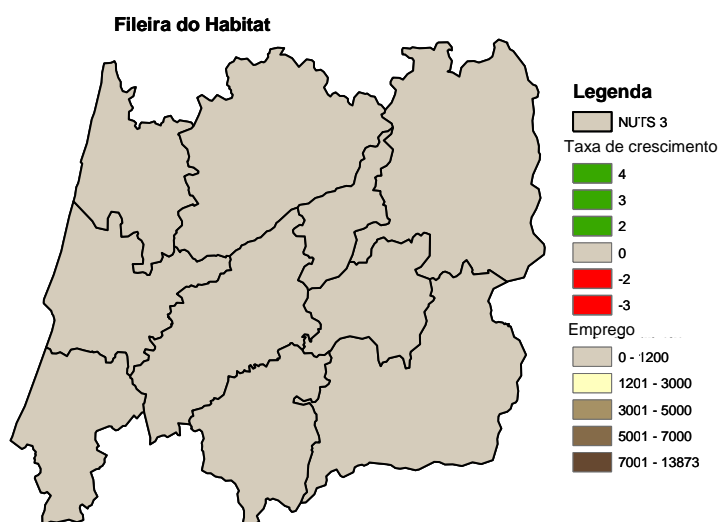 Fileira do Habitat
Legenda
NUTS 3
Taxa de crescimento
4
3
2
0
-2
-3
Emprego
0 - 1200
1201 - 3000
3001 - 5000
5001 - 7000
7001 - 13873